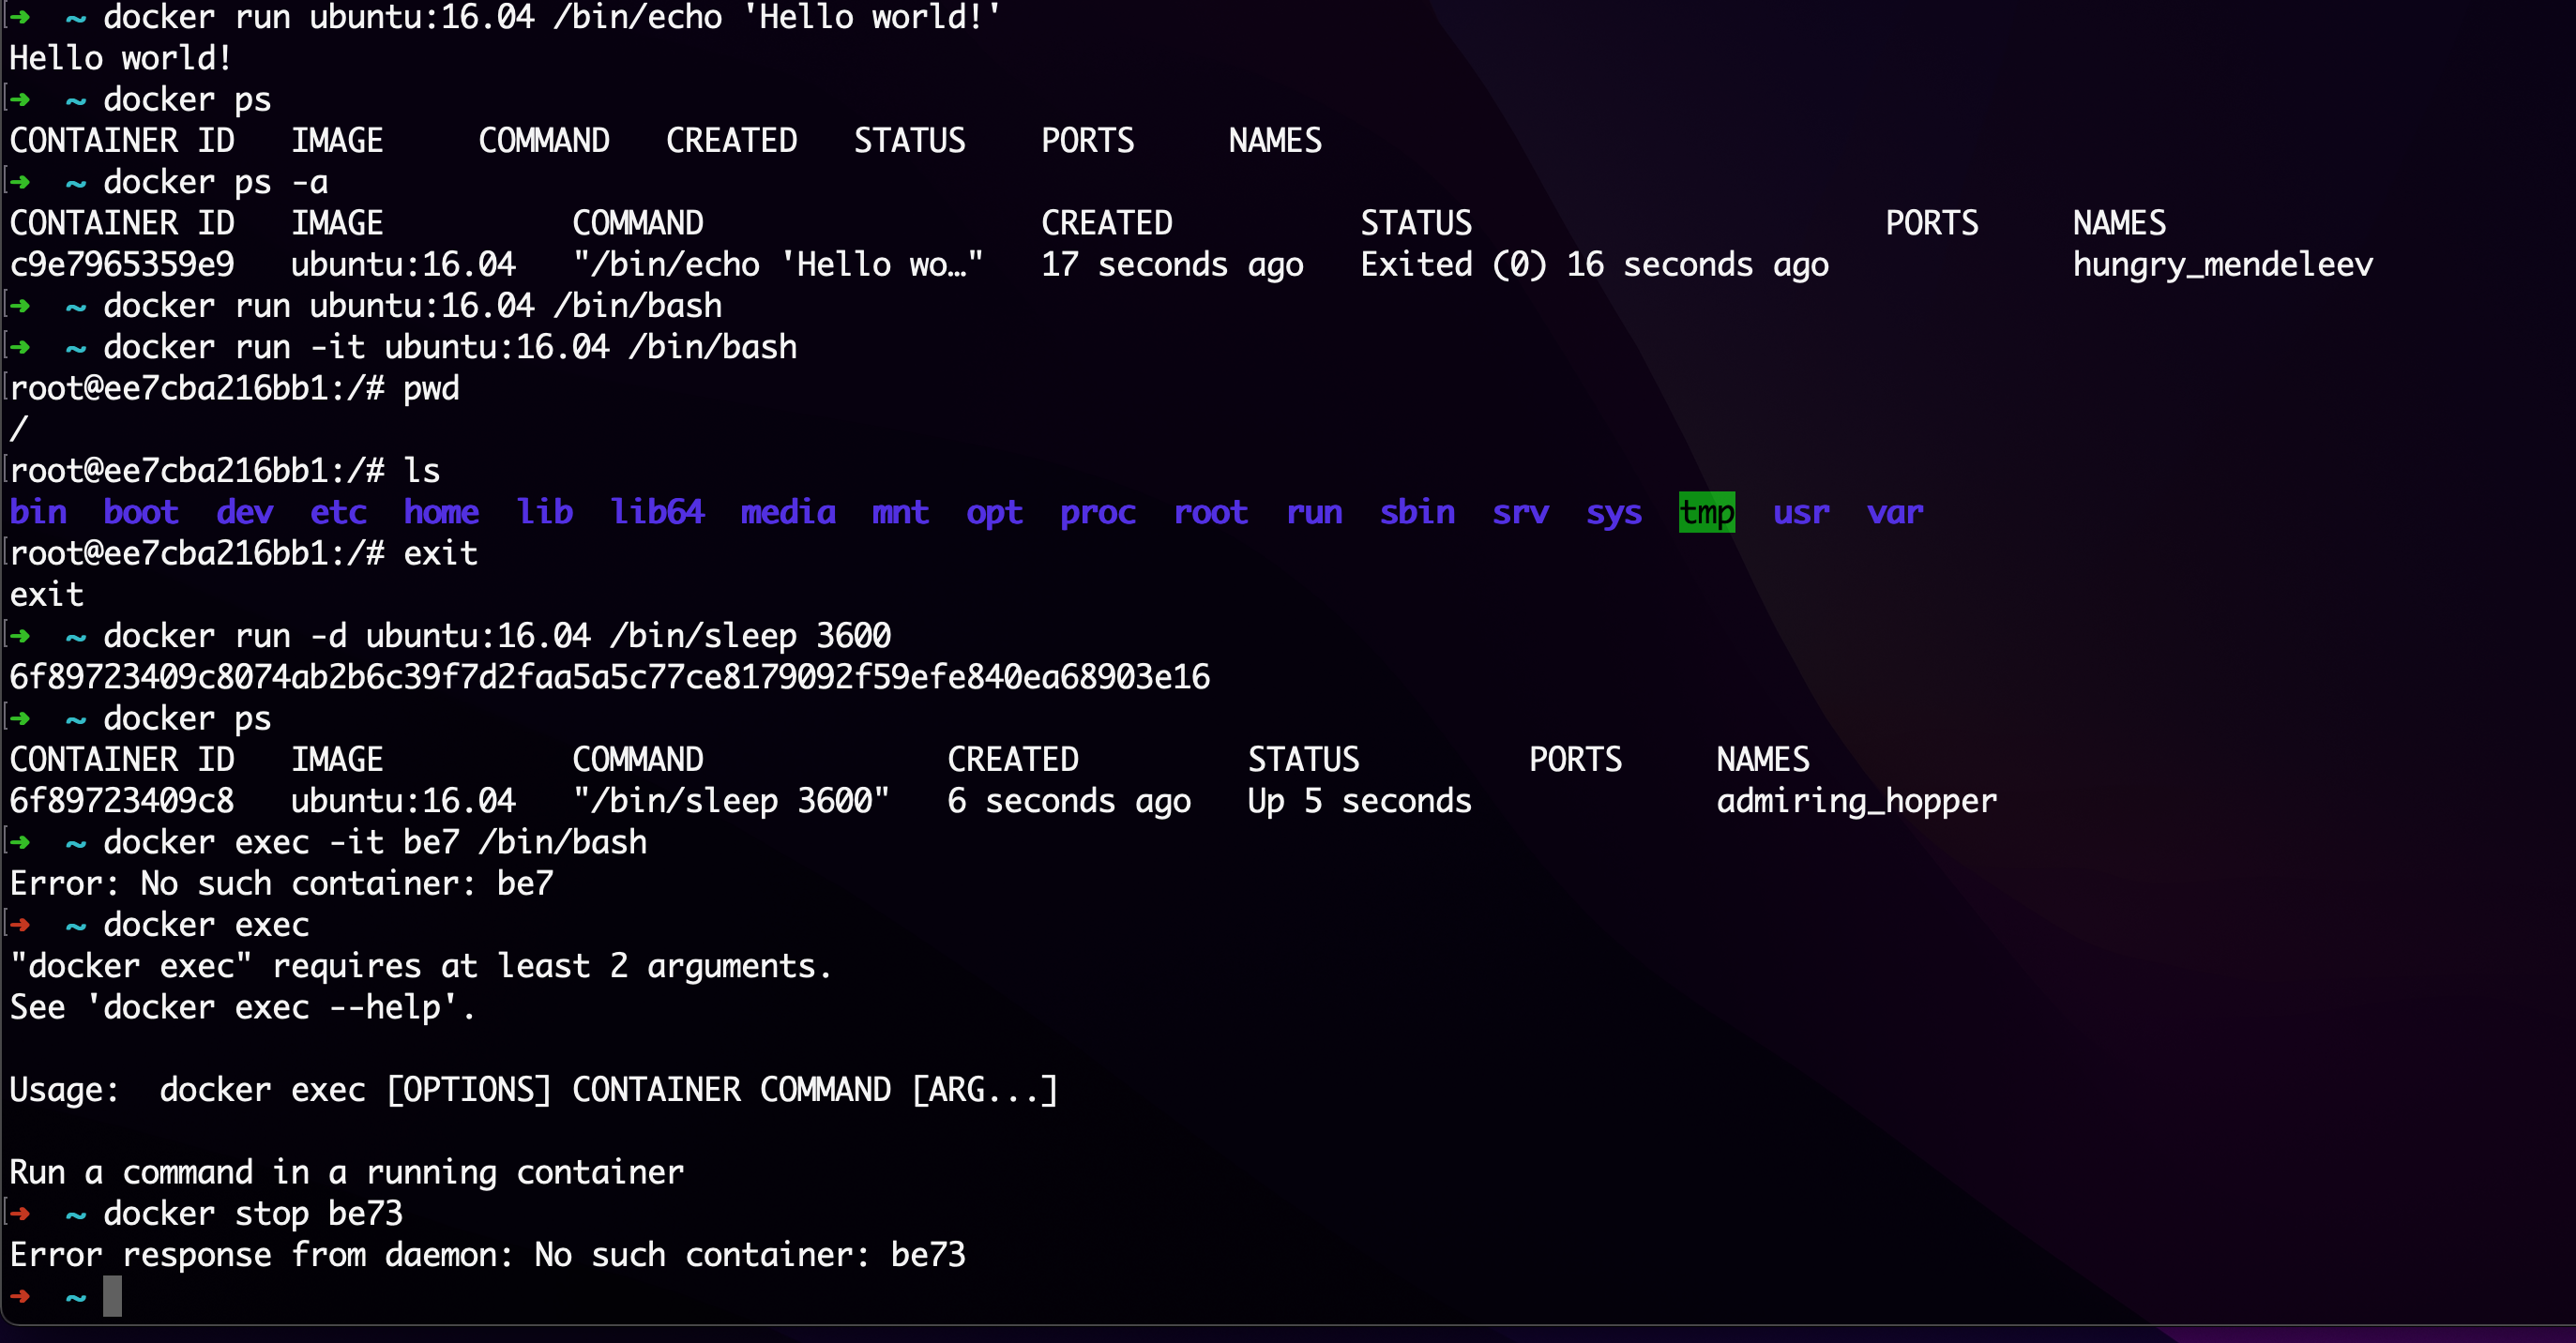 ➜  ~ docker run ubuntu:16.04 /bin/echo 'Hello world!'
Hello world!
➜  ~ docker ps
CONTAINER ID   IMAGE     COMMAND   CREATED   STATUS    PORTS     NAMES
➜  ~ docker ps -a
CONTAINER ID   IMAGE          COMMAND                  CREATED          STATUS                      PORTS     NAMES
c9e7965359e9   ubuntu:16.04   "/bin/echo 'Hello wo…"   17 seconds ago   Exited (0) 16 seconds ago             hungry_mendeleev
➜  ~ docker run ubuntu:16.04 /bin/bash
➜  ~ docker run -it ubuntu:16.04 /bin/bash
root@ee7cba216bb1:/# pwd
/
root@ee7cba216bb1:/# ls
bin  boot  dev  etc  home  lib  lib64  media  mnt  opt  proc  root  run  sbin  srv  sys  tmp  usr  var
root@ee7cba216bb1:/# exit
exit
➜  ~ docker run -d ubuntu:16.04 /bin/sleep 3600
6f89723409c8074ab2b6c39f7d2faa5a5c77ce8179092f59efe840ea68903e16
➜  ~ docker ps
CONTAINER ID   IMAGE          COMMAND             CREATED         STATUS         PORTS     NAMES
6f89723409c8   ubuntu:16.04   "/bin/sleep 3600"   6 seconds ago   Up 5 seconds             admiring_hopper
➜  ~ docker exec -it be7 /bin/bash
Error: No such container: be7
➜  ~ docker exec
"docker exec" requires at least 2 arguments.
See 'docker exec --help'.
Usage:  docker exec [OPTIONS] CONTAINER COMMAND [ARG...]
Run a command in a running container
➜  ~ docker stop be73
Error response from daemon: No such container: be73
➜  ~